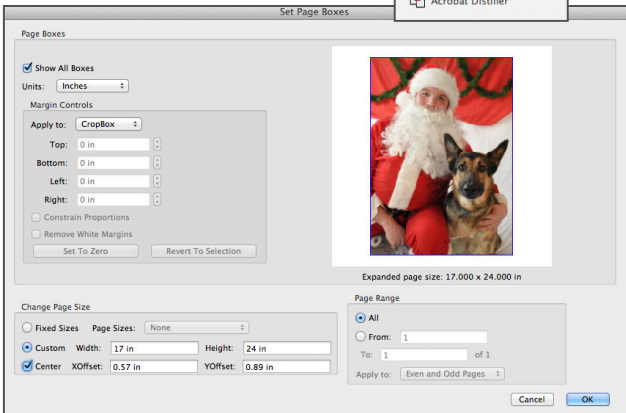 Acrobat Distiller
Set Page Boxes
Page Boxes
Show All Boxes
Units: Inches
Margin Controls
Apply to: CropBox
Top: 0 in
Bottom: 0 in
Left: 0 in
Right: 0 in
Constrain Proportions
Remove White Margins
Set To Zero Revert To Selection
Expanded page size: 17.000 x 24.000 in
Change Page Size
Fixed Sizes Page Sizes: None
Custom Width: 17 in Height: 24 in
Center XOffset: 0.57 in YOffset: 0.89 in
Page Range
All
From: 1
To: 1 of 1
Apply to: Even and Odd Pages
Cancel OK